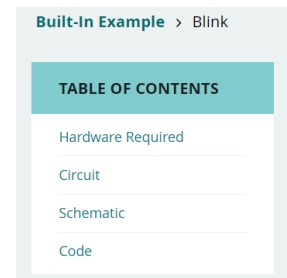 Built-In Example > Blink
TABLE OF CONTENTS
Hardware Required
Circuit
Schematic
Code